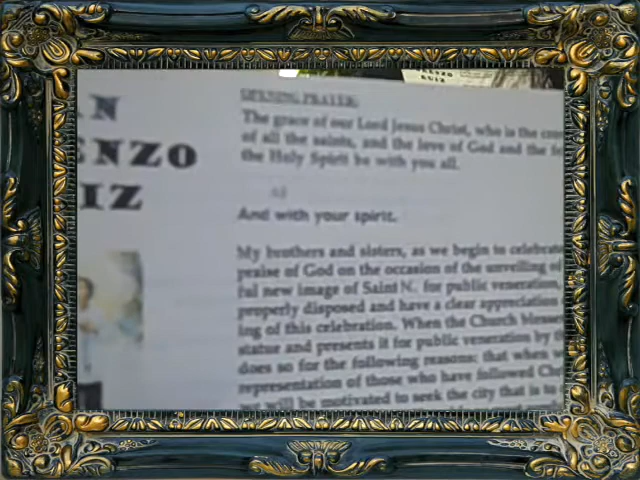 N
NZO
IZ
ENZO
RUIZ
OPENING PRAYER:
The grace of our Lord Jesus Christ, who is the
of all the saints, and the love of God and the
the Holy Spirit be with you all.
All
And with your spirit.
My brothers and sisters, as we begin to celebrate
praise of God on the occasion of the unveiling of
ful new image of Saint N. for public veneration,
properly disposed and have a clear appreciation
ing of this celebration. When the Church blesses
statue and presents it for public veneration by
does so for the following reasons: that when
representation of those who have followed
we will be motivated to seek the city that is to